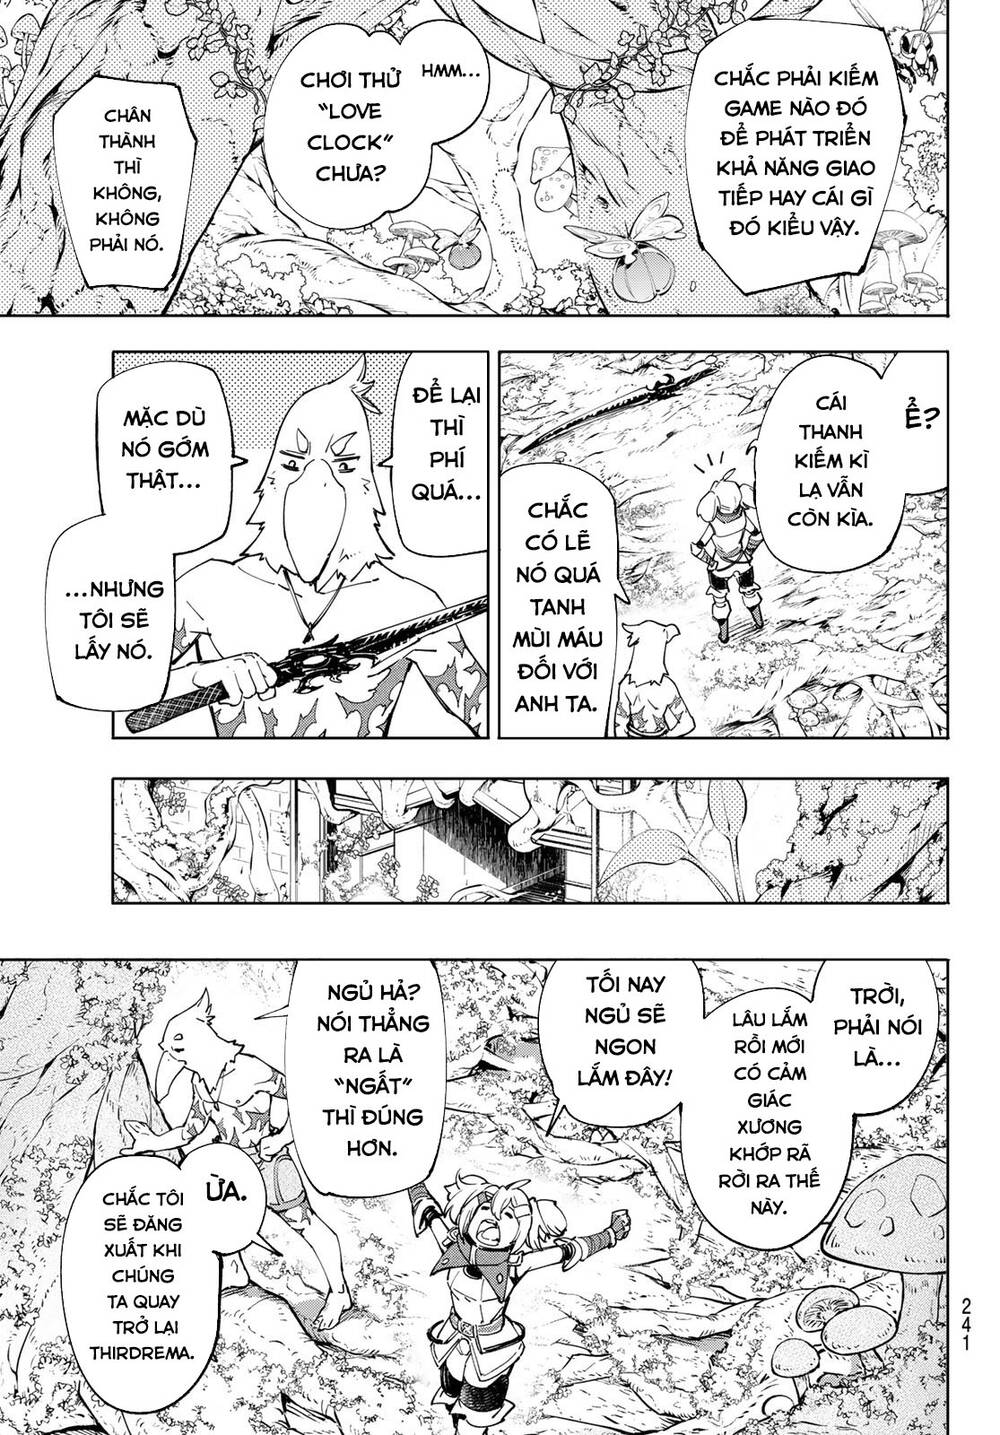 CHẮC PHẢI KIẾM
GAME NÀO ĐÓ
ĐỂ PHÁT TRIỂN
KHẢ NĂNG GIAO
TIẾP HAY CÁI GÌ
ĐÓ KIỂU VẬY.
HMM...
CHƠI THỬ
“LOVE
CLOCK”
CHƯA?
CHÂN
THÀNH
THÌ
KHÔNG,
KHÔNG
PHẢI NÓ.
Ể?
CÁI
THANH
KIẾM KÌ
LẠ VẪN
CÒN KÌA.
CHẮC
CÓ LẼ
NÓ QUÁ
TANH
MÙI MÁU
ĐỐI VỚI
ANH TA.
ĐỂ LẠI
THÌ
PHÍ
QUÁ...
MẶC DÙ
NÓ GỚM
THẬT...
...NHƯNG
TÔI SẼ
LẤY NÓ.
TRỜI,
PHẢI NÓI
LÀ...
LÂU LẮM
RỒI MỚI
CÓ CẢM
GIÁC
XƯƠNG
KHỚP RÃ
RỜI RA THẾ
NÀY.
TỐI NAY
NGỦ SẼ
NGON
LẮM ĐÂY!
NGỦ HẢ?
NÓI THẲNG
RA LÀ
“NGẤT”
THÌ ĐÚNG
HƠN.
ỪA.
CHẮC TÔI
SẼ ĐĂNG
XUẤT KHI
CHÚNG
TA QUAY
TRỞ LẠI
THIRDREMA.
241